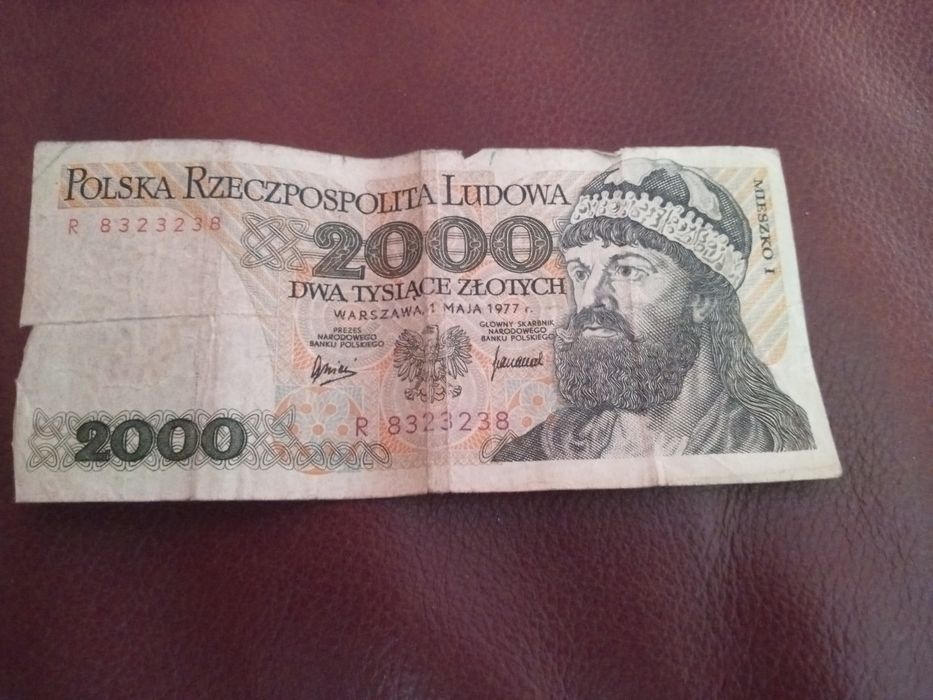 POLSKA RZECZPOSPOLITA LUDOWA
R 8323238
2000
DWA TYSIĄCE ZŁOTYCH
WARSZAWA, 1 MAJA 1977 r.
PREZES
NARODOWEGO
BANKU POLSKIEGO
GŁÓWNY SKARBNIK
NARODOWEGO
BANKU POLSKIEGO
R 8323238
2000
MIESZKO I